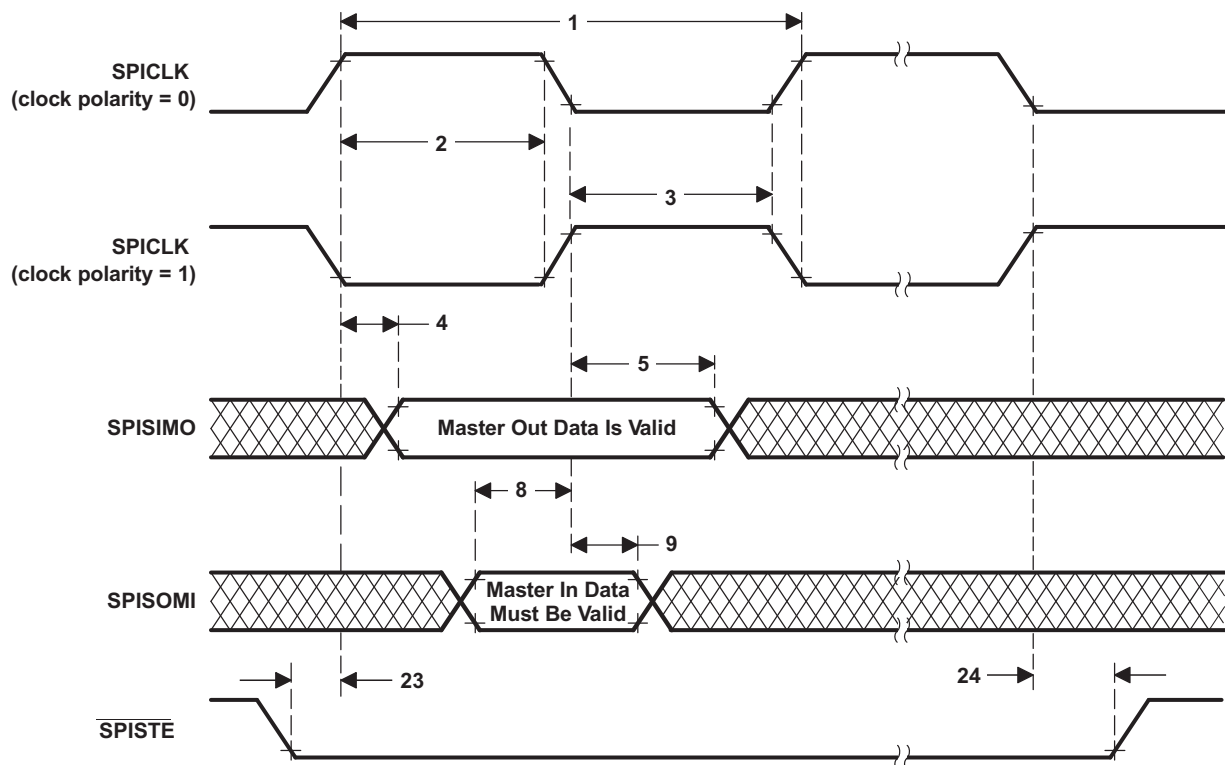 1
SPICLK
(clock polarity = 0)
2
3
SPICLK
(clock polarity = 1)
4
5
SPISIMO
Master Out Data Is Valid
8
9
SPISOMI
Master In Data
Must Be Valid
23
24
SPISTE